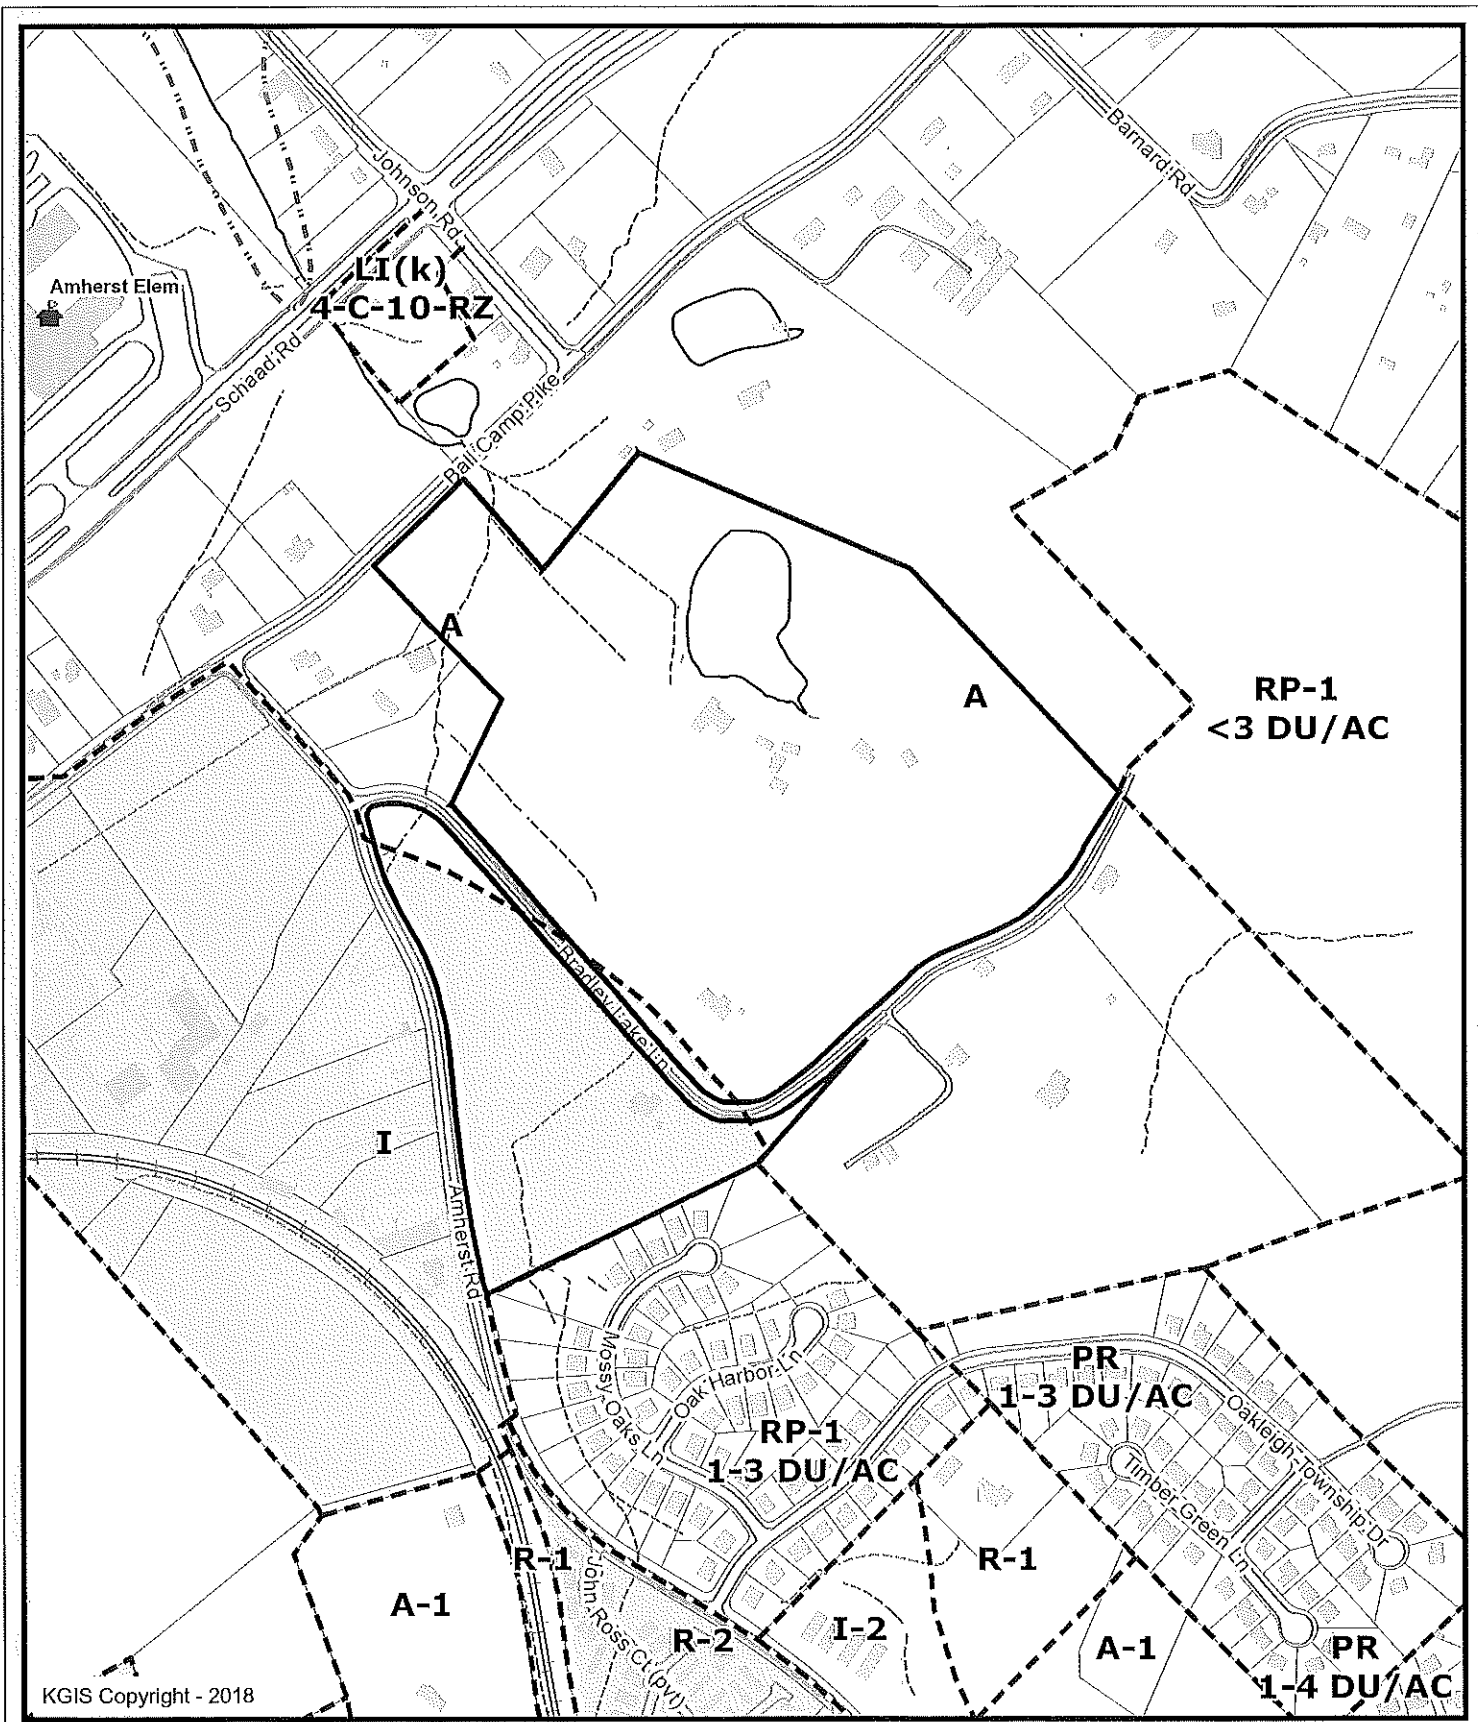 Johnson Rd
Barnard Rd
LI(k)
4-C-10-RZ
Amherst Elem
Schaad Rd
Ball Camp Pike
A
A
RP-1
<3 DU/AC
Bradley Lake Ln
I
Amherst Rd
Mossy Oaks Ln
Oak Harbor Ln
PR
1-3 DU/AC
Oakleigh Township Dr
RP-1
1-3 DU/AC
Timber Green Ln
R-1
R-1
A-1
John Ross Ct (pvt)
R-2
I-2
A-1
PR
1-4 DU/AC
KGIS Copyright - 2018